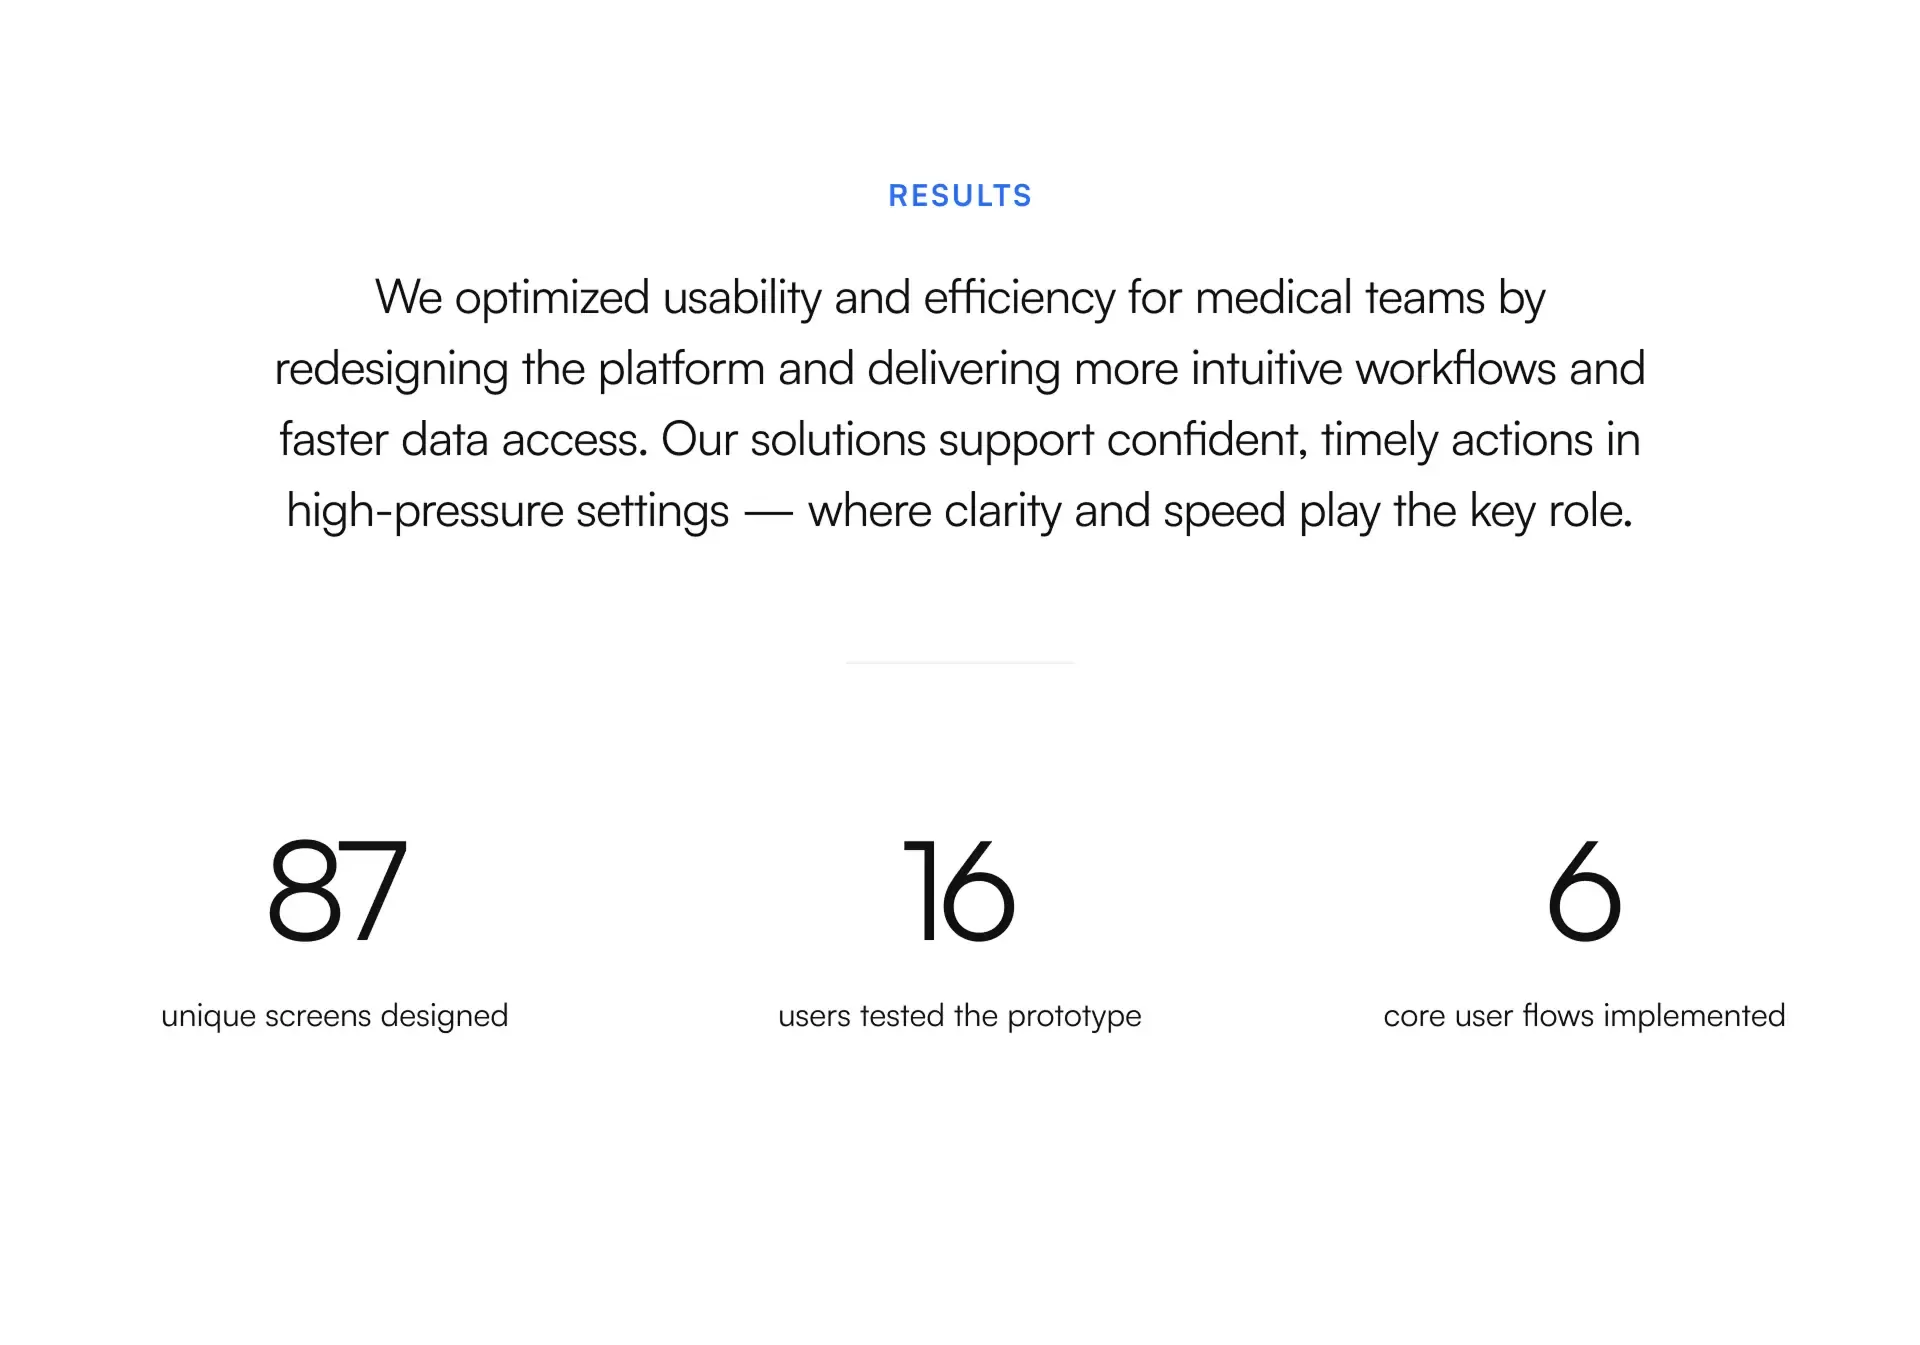 RESULTS
We optimized usability and efficiency for medical teams by
redesigning the platform and delivering more intuitive workflows and
faster data access. Our solutions support confident, timely actions in
high-pressure settings — where clarity and speed play the key role.
87
unique screens designed
16
users tested the prototype
6
core user flows implemented